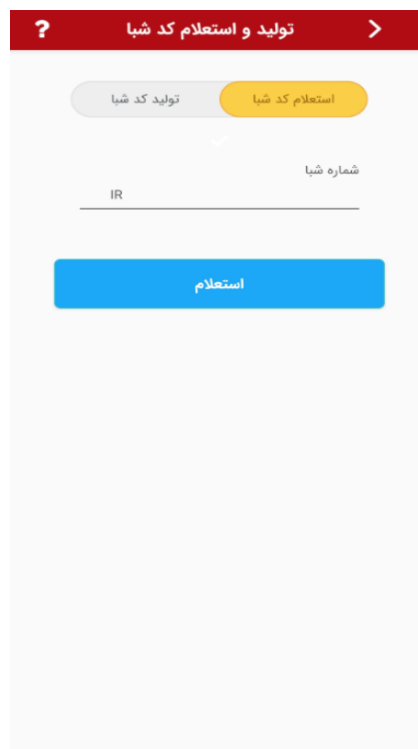 تولید و استعلام کد شبا ?
استعلام کد شبا تولید کد شبا
شماره شبا
IR
استعلام